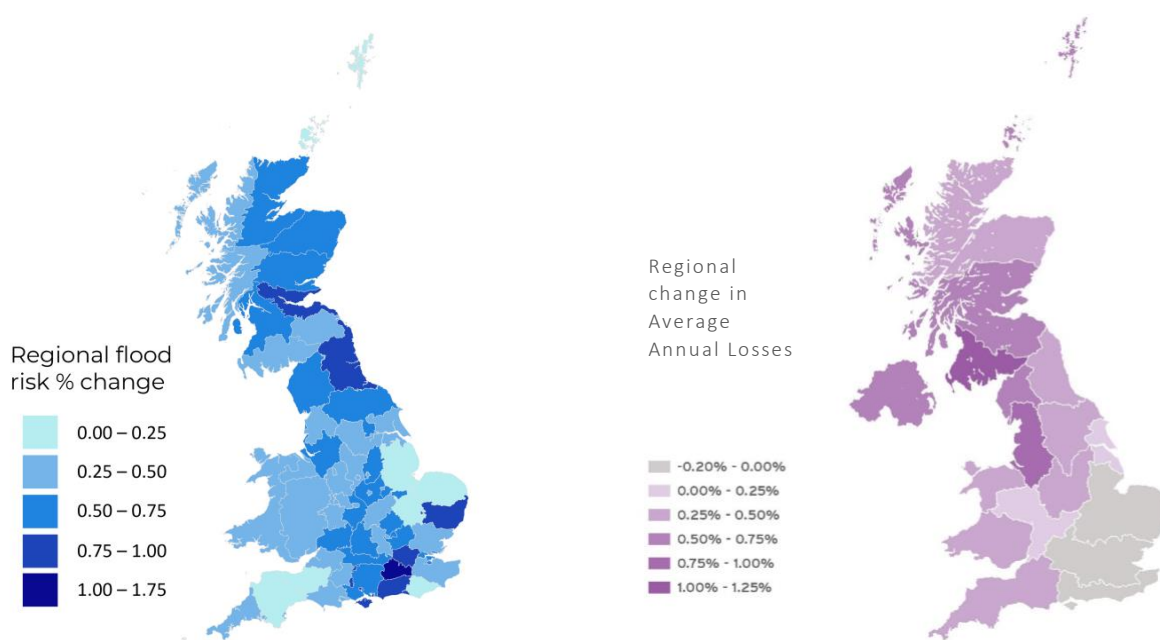 Regional flood
risk % change
0.00 – 0.25
0.25 – 0.50
0.50 – 0.75
0.75 – 1.00
1.00 – 1.75
Regional
change in
Average
Annual Losses
-0.20% - 0.00%
0.00% - 0.25%
0.25% - 0.50%
0.50% - 0.75%
0.75% - 1.00%
1.00% - 1.25%